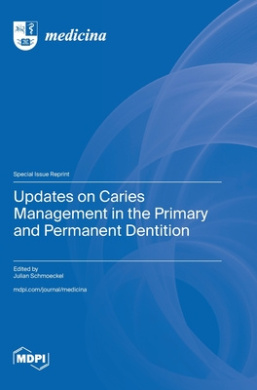 medicina
Special Issue Reprint
Updates on Caries
Management in the Primary
and Permanent Dentition
Edited by
Julian Schmoeckel
mdpi.com/journal/medicina
MDPI